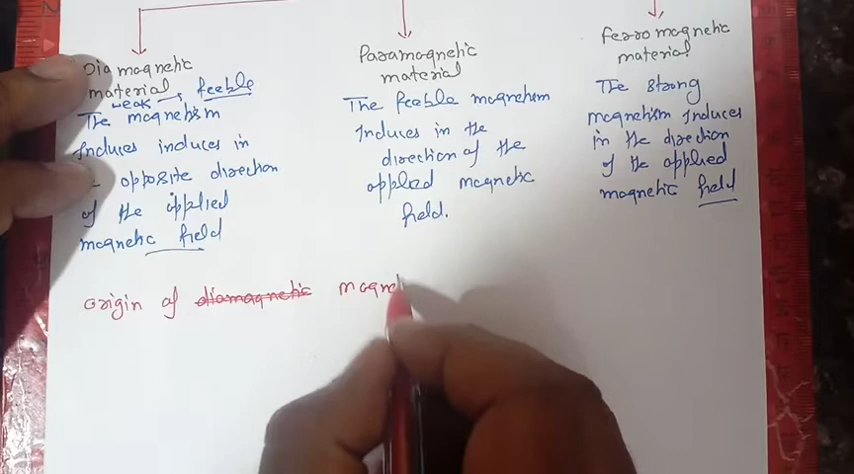 Dia magnetic
material
weak → feeble
The magnetism
Induces induces in
opposite direction
of the applied
magnetic field
Paramagnetic
material
The feeble magnetism
Induces in the
direction of the
applied magnetic
field.
Ferro magnetic
material
The strong
magnetism Induces
in the direction
of the applied
magnetic field
Origin of diamagnetic magne